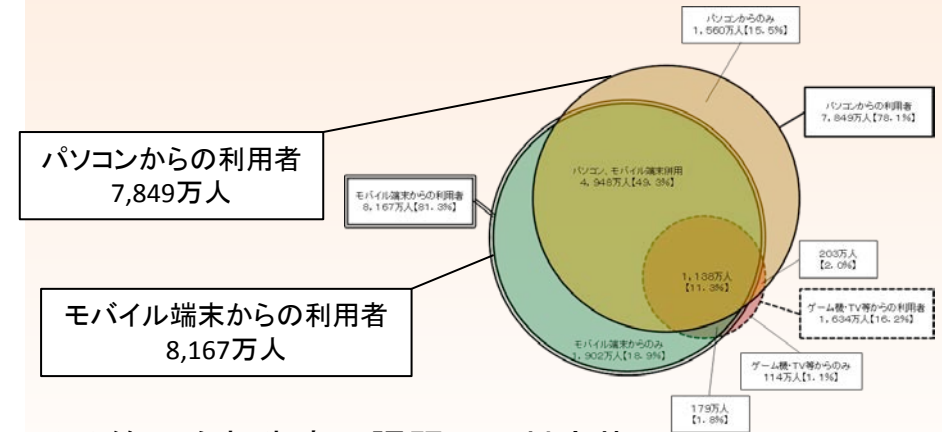 パソコンからのみ
1,560万人【15.5%】
パソコンからの利用者
7,849万人【78.1%】
パソコンからの利用者
7,849万人
パソコン、モバイル端末併用
4,948万人【49.3%】
モバイル端末からの利用者
8,167万人【81.3%】
203万人
【2.0%】
1,138万人
【11.3%】
ゲーム機・TV等からの利用者
1,634万人【16.2%】
モバイル端末からの利用者
8,167万人
モバイル端末からのみ
1,902万人【18.9%】
ゲーム機・TV等からのみ
114万人【1.1%】
179万人
【1.8%】